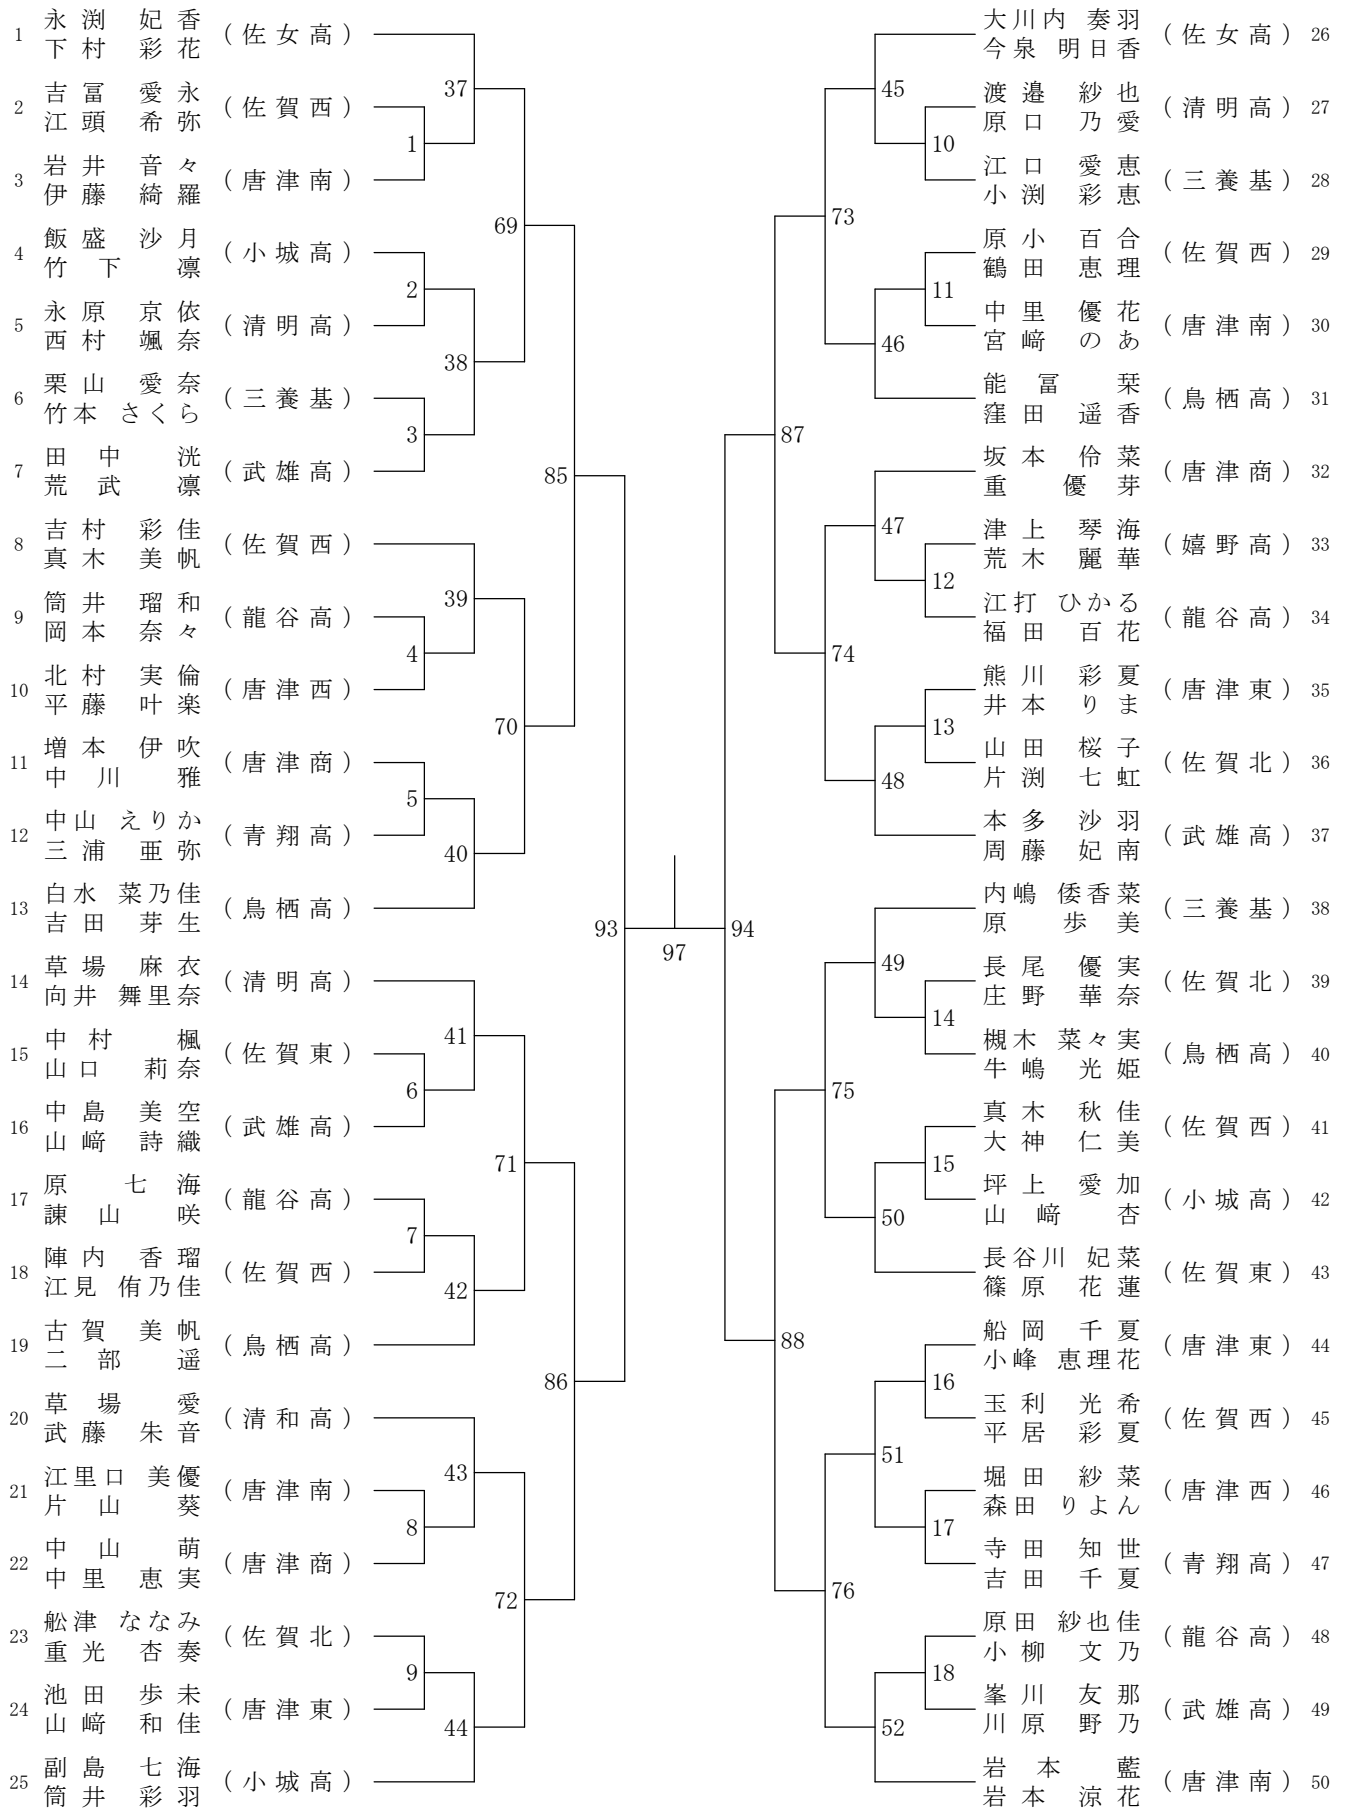 1 永渕 妃香 (佐女高)
下村 彩花
2 吉冨 愛永 (佐賀西)
江頭 希弥
3 岩井 音々 (唐津南)
伊藤 綺羅
4 飯盛 沙月 (小城高)
竹下 凛
5 永原 京依 (清明高)
西村 颯奈
6 栗山 愛奈 (三養基)
竹本 さくら
7 田中 洸 (武雄高)
荒武 凛
8 吉村 彩佳 (佐賀西)
真木 美帆
9 筒井 瑠和 (龍谷高)
岡本 奈々
10 北村 実倫 (唐津西)
平藤 叶楽
11 増本 伊吹 (唐津商)
中川 雅
12 中山 えりか (青翔高)
三浦 亜弥
13 白水 菜乃佳 (鳥栖高)
吉田 芽生
14 草場 麻衣 (清明高)
向井 舞里奈
15 中村 楓 (佐賀東)
山口 莉奈
16 中島 美空 (武雄高)
山﨑 詩織
17 原 七海 (龍谷高)
諫山 咲
18 陣内 香瑠 (佐賀西)
江見 侑乃佳
19 古賀 美帆 (鳥栖高)
二部 遥
20 草場 愛 (清和高)
武藤 朱音
21 江里口 美優 (唐津南)
片山 葵
22 中山 萌 (唐津商)
中里 恵実
23 舩津 ななみ (佐賀北)
重光 杏奏
24 池田 歩未 (唐津東)
山﨑 和佳
25 副島 七海 (小城高)
筒井 彩羽
37
1
69
2
38
3
85
39
4
70
5
40
93
41
6
71
7
42
86
43
8
72
9
44
97
94
45
10
73
11
46
87
47
12
74
13
48
49
14
75
15
50
88
16
51
17
76
18
52
大川内 奏羽 (佐女高) 26
今泉 明日香
渡邉 紗也 (清明高) 27
原口 乃愛
江口 愛恵 (三養基) 28
小渕 彩恵
原 小百合 (佐賀西) 29
鶴田 恵理
中里 優花 (唐津南) 30
宮﨑 のあ
能冨 栞 (鳥栖高) 31
窪田 遥香
坂本 伶菜 (唐津商) 32
重 優芽
津上 琴海 (嬉野高) 33
荒木 麗華
江打 ひかる (龍谷高) 34
福田 百花
熊川 彩夏 (唐津東) 35
井本 りま
山田 桜子 (佐賀北) 36
片渕 七虹
本多 沙羽 (武雄高) 37
周藤 妃南
内嶋 倭香菜 (三養基) 38
原 歩美
長尾 優実 (佐賀北) 39
庄野 華奈
槻木 菜々実 (鳥栖高) 40
牛嶋 光姫
真木 秋佳 (佐賀西) 41
大神 仁美
坪上 愛加 (小城高) 42
山﨑 杏
長谷川 妃菜 (佐賀東) 43
篠原 花蓮
船岡 千夏 (唐津東) 44
小峰 恵理花
玉利 光希 (佐賀西) 45
平居 彩夏
堀田 紗菜 (唐津西) 46
森田 りよん
寺田 知世 (青翔高) 47
吉田 千夏
原田 紗也佳 (龍谷高) 48
小柳 文乃
峯川 友那 (武雄高) 49
川原 野乃
岩本 藍 (唐津南) 50
岩本 涼花